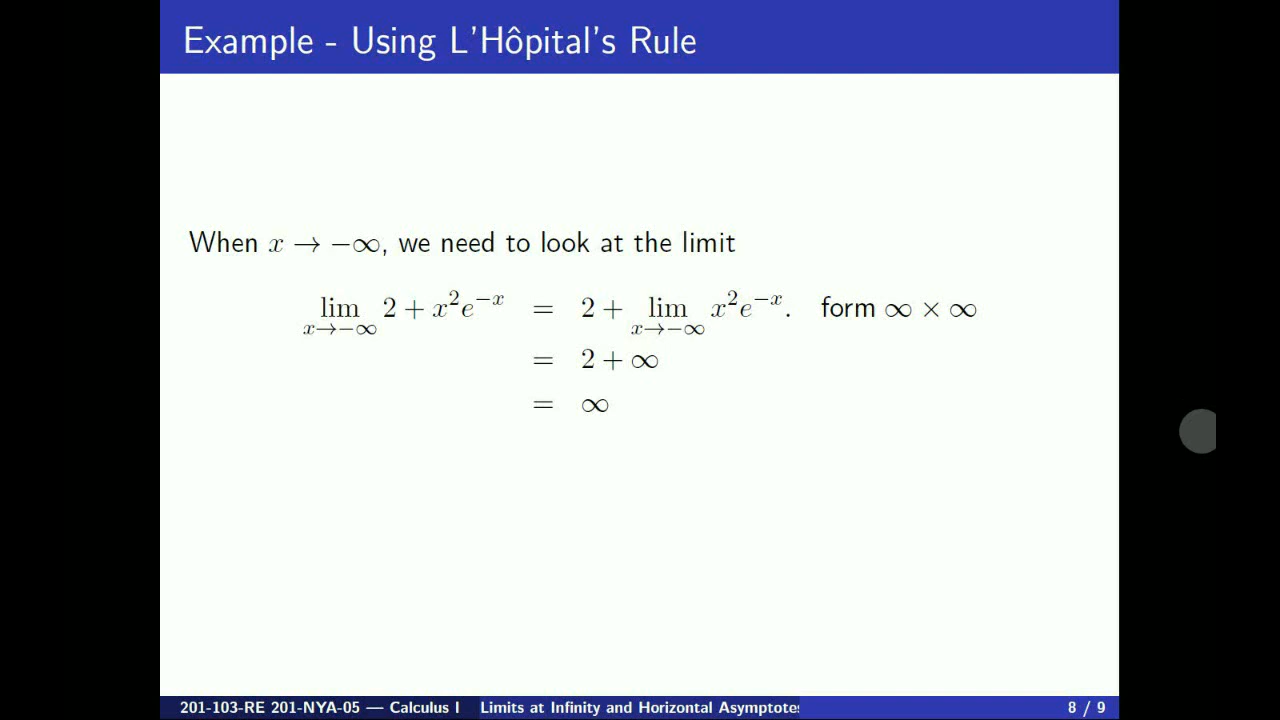 Example - Using L'Hôpital's Rule
When x → −∞, we need to look at the limit
lim_{x→−∞} 2 + x²e⁻ˣ = 2 + lim_{x→−∞} x²e⁻ˣ. form ∞ × ∞
= 2 + ∞
= ∞
201-103-RE 201-NYA-05 — Calculus I Limits at Infinity and Horizontal Asymptotes 8 / 9